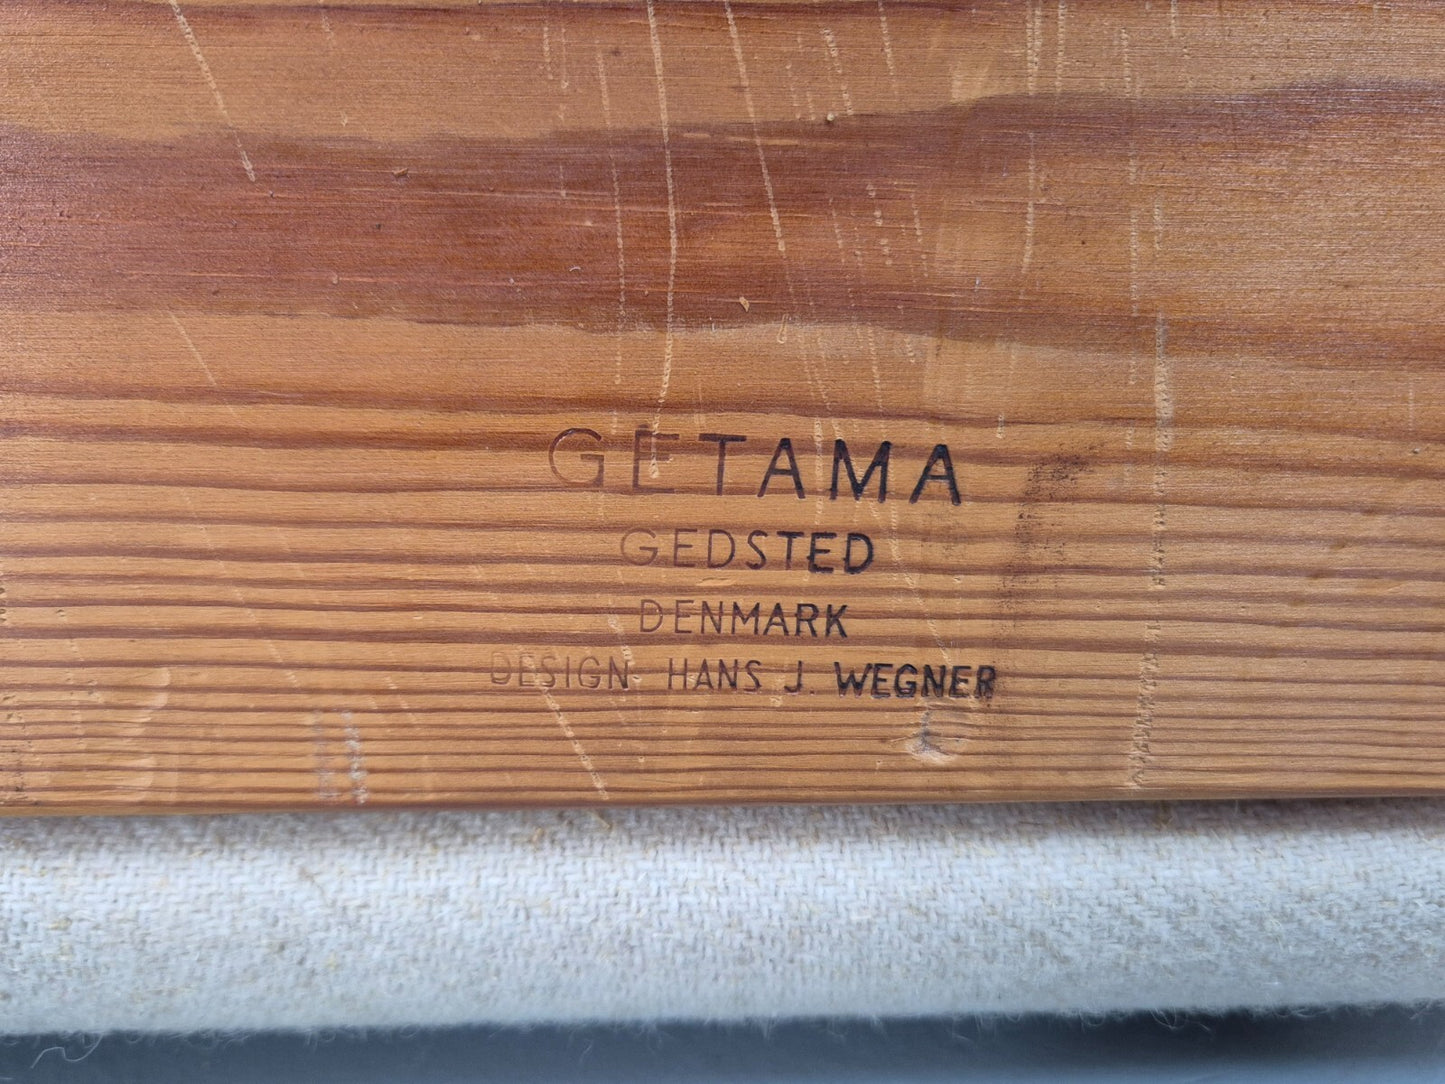 GETAMA
GEDSTED
DENMARK
DESIGN· HANS J. WEGNER